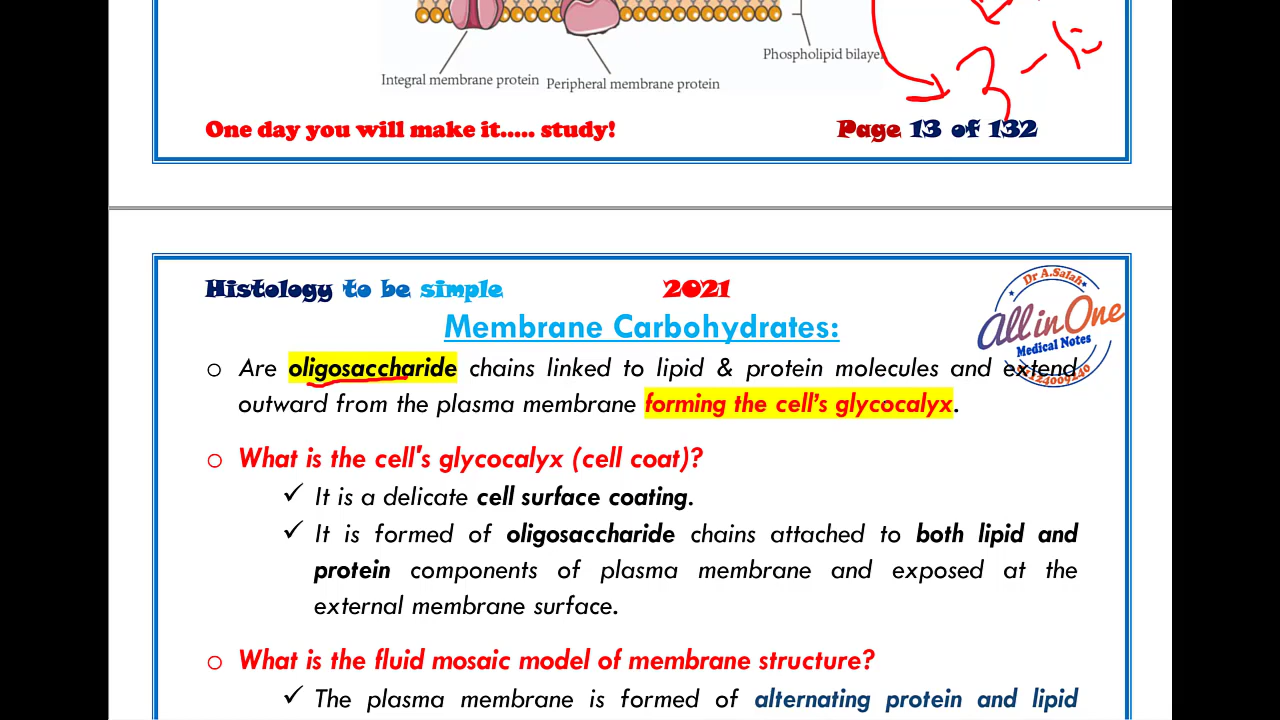 Phospholipid bilayer
Integral membrane protein Peripheral membrane protein
3
One day you will make it..... study! Page 13 of 132
Histology to be simple 2021
Dr A.Salah
All in One
Medical Notes
Membrane Carbohydrates:
o Are oligosaccharide chains linked to lipid & protein molecules and extend
outward from the plasma membrane forming the cell’s glycocalyx.
o What is the cell's glycocalyx (cell coat)?
✓ It is a delicate cell surface coating.
✓ It is formed of oligosaccharide chains attached to both lipid and
protein components of plasma membrane and exposed at the
external membrane surface.
o What is the fluid mosaic model of membrane structure?
✓ The plasma membrane is formed of alternating protein and lipid